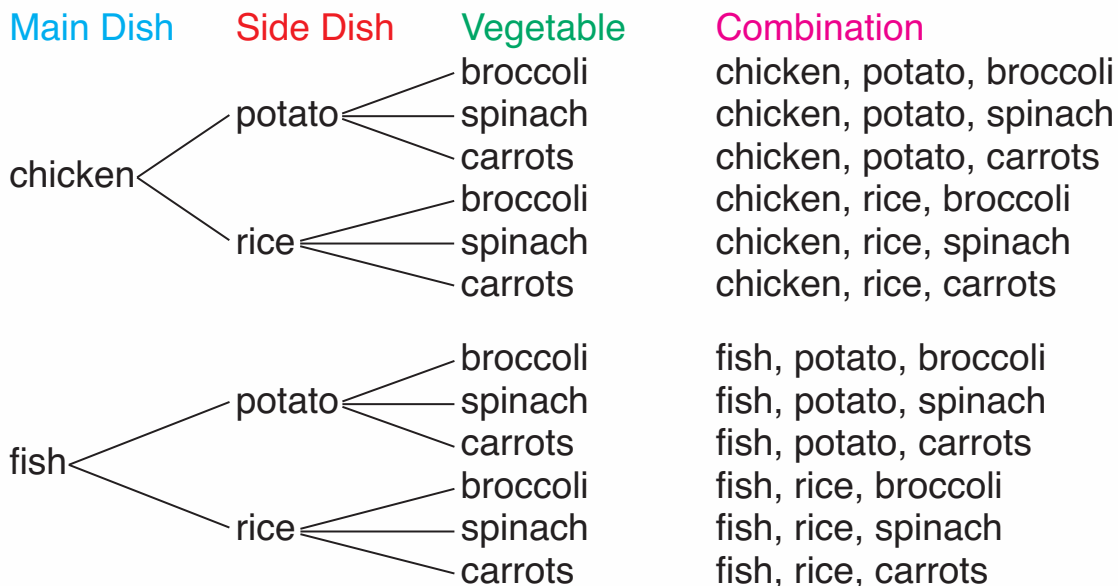 Main Dish Side Dish Vegetable Combination
broccoli chicken, potato, broccoli
potato spinach chicken, potato, spinach
carrots chicken, potato, carrots
chicken
broccoli chicken, rice, broccoli
rice spinach chicken, rice, spinach
carrots chicken, rice, carrots
broccoli fish, potato, broccoli
potato spinach fish, potato, spinach
carrots fish, potato, carrots
fish
broccoli fish, rice, broccoli
rice spinach fish, rice, spinach
carrots fish, rice, carrots